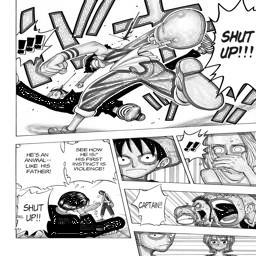 SHUT
UP!!!
!!!
!!
SEE HOW
HE IS!
HIS FIRST
INSTINCT IS
VIOLENCE!
HE'S AN
ANIMAL--
LIKE HIS
FATHER!
CAPTAIN!!
SHUT
UP!!